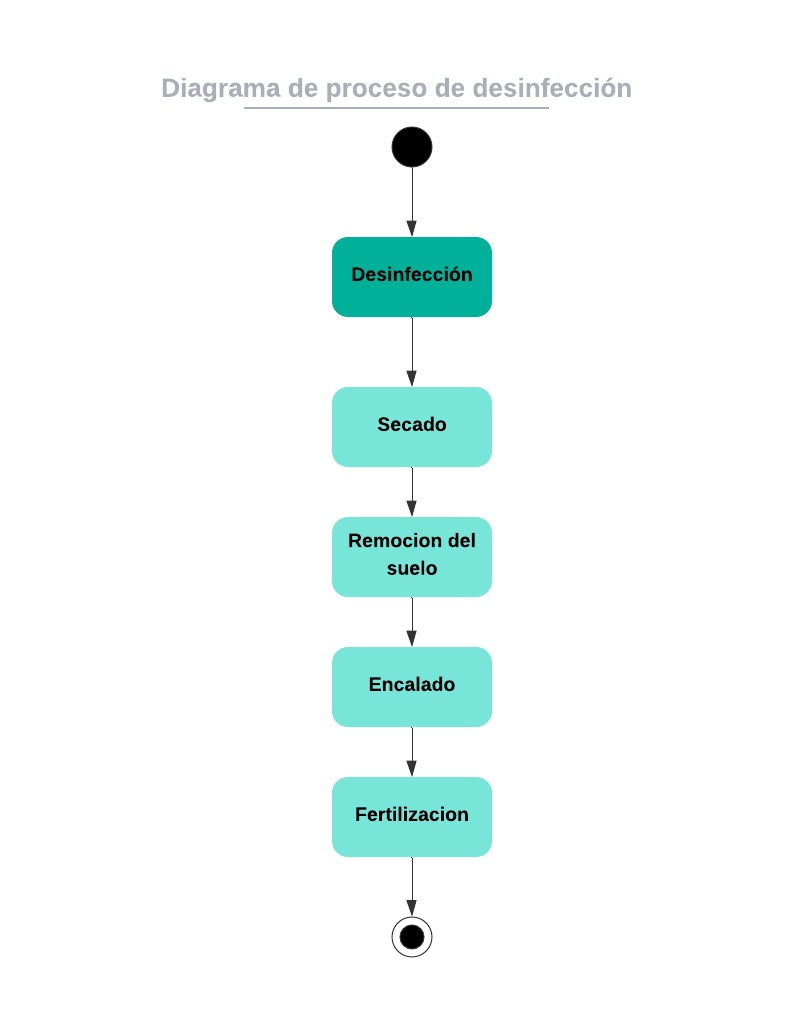 Diagrama de proceso de desinfección
Desinfección
Secado
Remocion del
suelo
Encalado
Fertilizacion